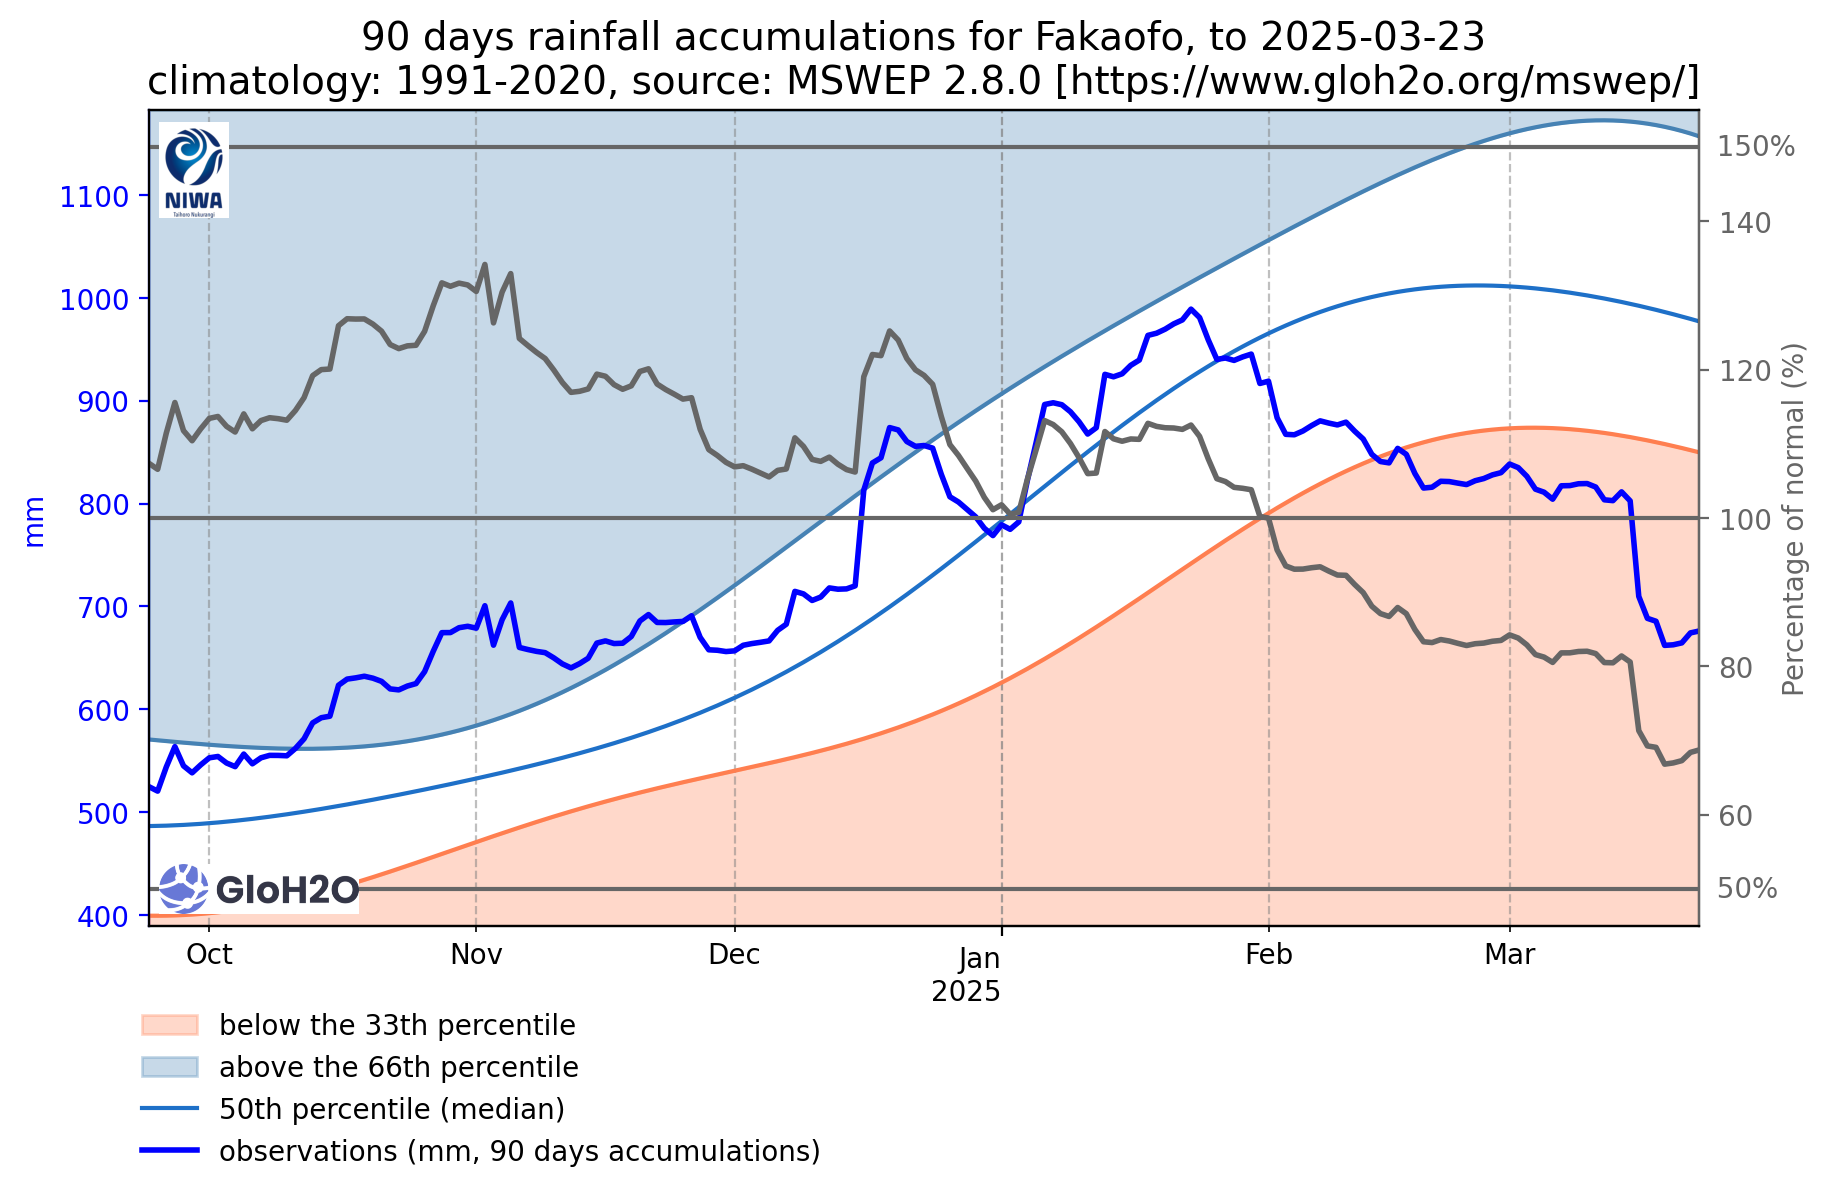 90 days rainfall accumulations for Fakaofo, to 2025-03-23
climatology: 1991-2020, source: MSWEP 2.8.0 [https://www.gloh2o.org/mswep/]
NIWA
Taihoro Nukurangi
1100
1000
900
800
700
600
500
400
mm
150%
140
120
100
80
60
50%
Percentage of normal (%)
GloH2O
Oct
Nov
Dec
Jan
2025
Feb
Mar
below the 33th percentile
above the 66th percentile
50th percentile (median)
observations (mm, 90 days accumulations)